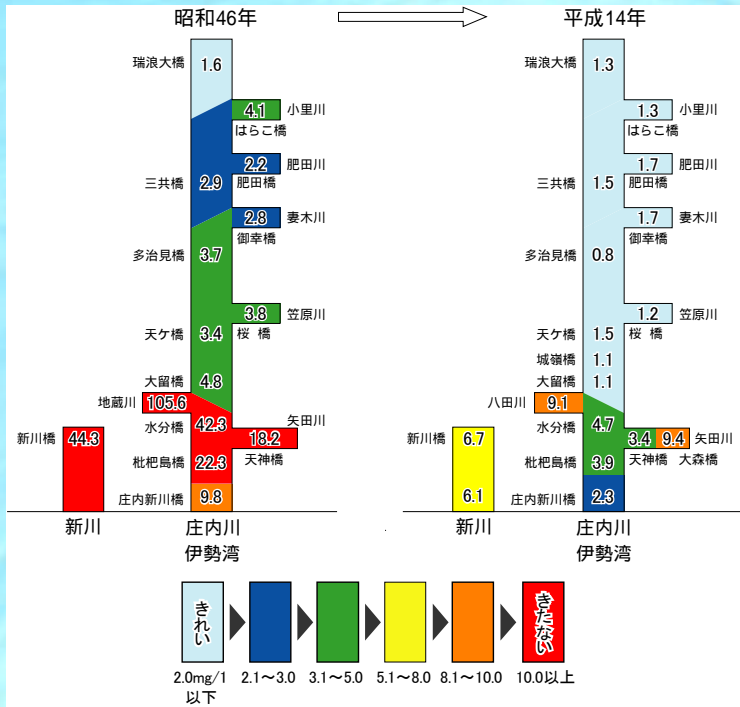 昭和46年
平成14年
瑞浪大橋 1.6
4.1 小里川
はらこ橋
2.2 肥田川
三共橋 2.9 肥田橋
2.8 妻木川
御幸橋
多治見橋 3.7
3.8 笠原川
天ケ橋 3.4 桜橋
大留橋 4.8
地蔵川 105.6
水分橋 42.3 矢田川
新川橋 44.3 18.2
天神橋
枇杷島橋 22.3
庄内新川橋 9.8
新川 庄内川
伊勢湾
瑞浪大橋 1.3
1.3 小里川
はらこ橋
1.7 肥田川
三共橋 1.5 肥田橋
1.7 妻木川
御幸橋
多治見橋 0.8
1.2 笠原川
天ケ橋 1.5 桜 橋
城嶺橋 1.1
大留橋 1.1
八田川 9.1
水分橋 4.7
新川橋 6.7 3.4 9.4 矢田川
天神橋 大森橋
枇杷島橋 3.9
6.1 庄内新川橋 2.3
新川 庄内川
伊勢湾
きれい
きたない
2.0mg/1 2.1～3.0 3.1～5.0 5.1～8.0 8.1～10.0 10.0以上
以下